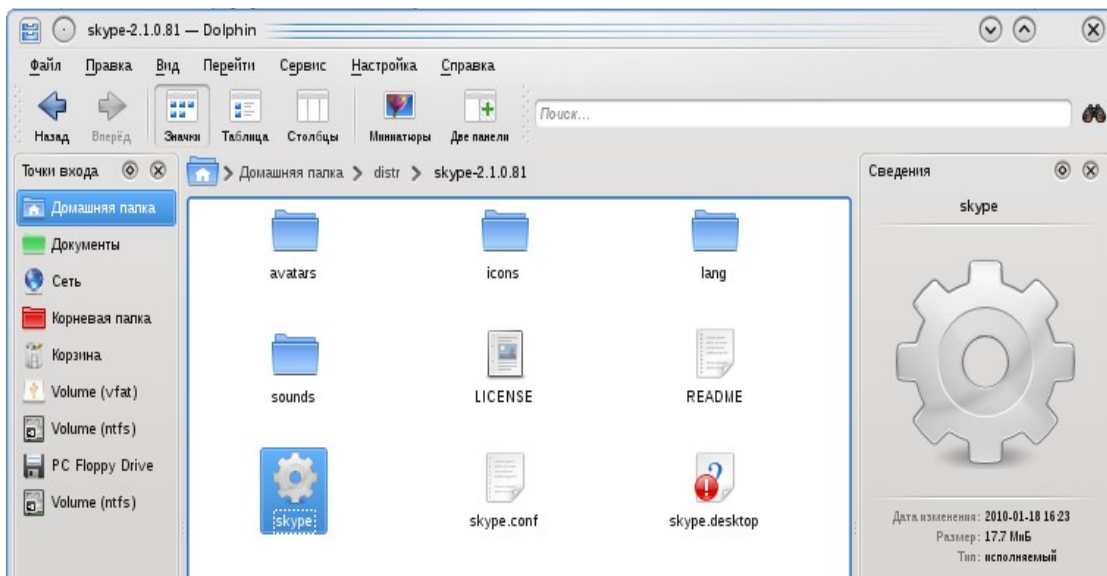 skype-2.1.0.81 — Dolphin
Файл Правка Вид Перейти Сервис Настройка Справка
Назад Вперёд Значки Таблица Столбцы Миниатюры Две панели Поиск...
Точки входа
Домашняя папка > distr > skype-2.1.0.81
Сведения
Домашняя папка
Документы
Сеть
Корневая папка
Корзина
Volume (vfat)
Volume (ntfs)
PC Floppy Drive
Volume (ntfs)
avatars icons lang
sounds LICENSE README
skype skype.conf skype.desktop
skype
Дата изменения: 2010-01-18 16:23
Размер: 17.7 МиБ
Тип: исполняемый